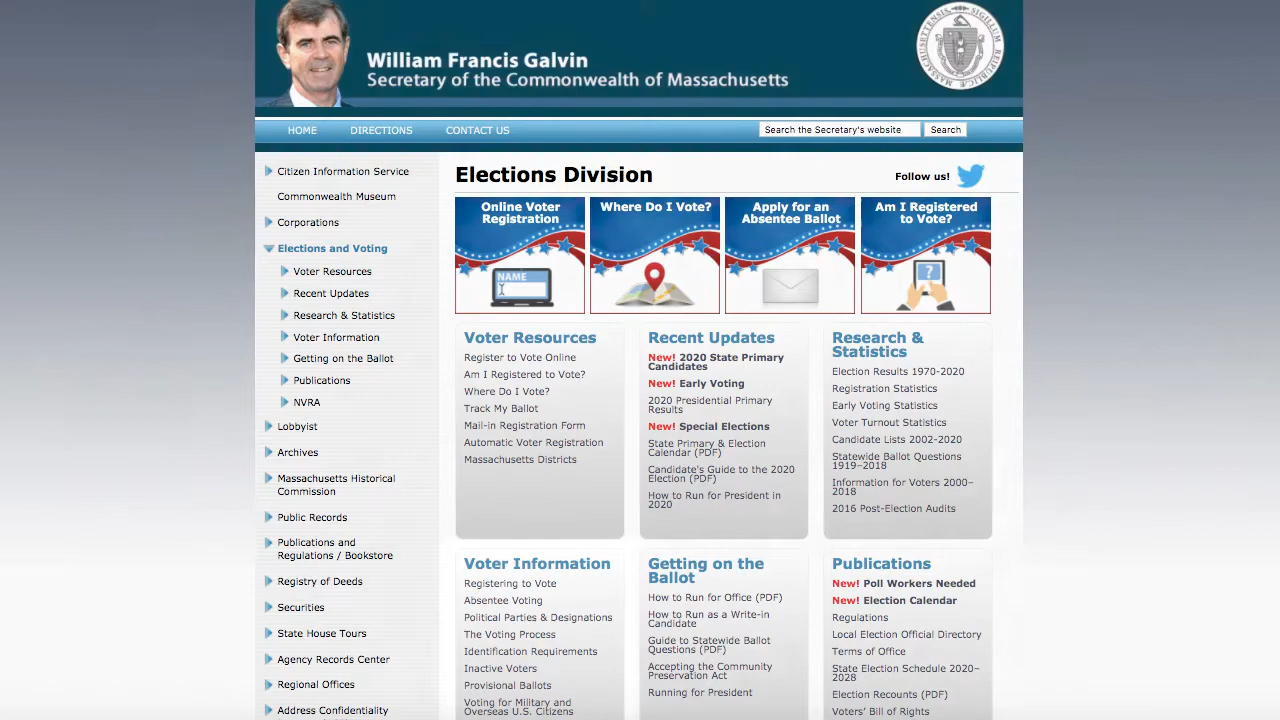 William Francis Galvin
Secretary of the Commonwealth of Massachusetts
HOME
DIRECTIONS
CONTACT US
Search the Secretary's website
Search
Citizen Information Service
Commonwealth Museum
Corporations
Elections and Voting
Voter Resources
Recent Updates
Research & Statistics
Voter Information
Getting on the Ballot
Publications
NVRA
Lobbyist
Archives
Massachusetts Historical
Commission
Public Records
Publications and
Regulations / Bookstore
Registry of Deeds
Securities
State House Tours
Agency Records Center
Regional Offices
Address Confidentiality
Elections Division
Follow us!
Online Voter
Registration
NAME
Where Do I Vote?
Apply for an
Absentee Ballot
Am I Registered
to Vote?
?
Voter Resources
Register to Vote Online
Am I Registered to Vote?
Where Do I Vote?
Track My Ballot
Mail-in Registration Form
Automatic Voter Registration
Massachusetts Districts
Recent Updates
New! 2020 State Primary
Candidates
New! Early Voting
2020 Presidential Primary
Results
New! Special Elections
State Primary & Election
Calendar (PDF)
Candidate's Guide to the 2020
Election (PDF)
How to Run for President in
2020
Research &
Statistics
Election Results 1970-2020
Registration Statistics
Early Voting Statistics
Voter Turnout Statistics
Candidate Lists 2002-2020
Statewide Ballot Questions
1919–2018
Information for Voters 2000–
2018
2016 Post-Election Audits
Voter Information
Registering to Vote
Absentee Voting
Political Parties & Designations
The Voting Process
Identification Requirements
Inactive Voters
Provisional Ballots
Voting for Military and
Overseas U.S. Citizens
Getting on the
Ballot
How to Run for Office (PDF)
How to Run as a Write-in
Candidate
Guide to Statewide Ballot
Questions (PDF)
Accepting the Community
Preservation Act
Running for President
Publications
New! Poll Workers Needed
New! Election Calendar
Regulations
Local Election Official Directory
Terms of Office
State Election Schedule 2020–
2028
Election Recounts (PDF)
Voters' Bill of Rights